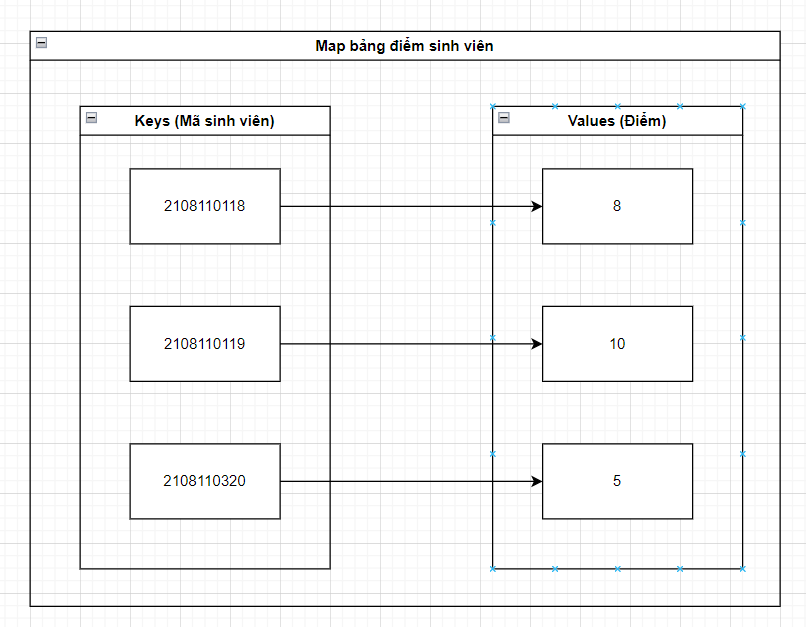 Map bảng điểm sinh viên
Keys (Mã sinh viên)
Values (Điểm)
2108110118
8
2108110119
10
2108110320
5